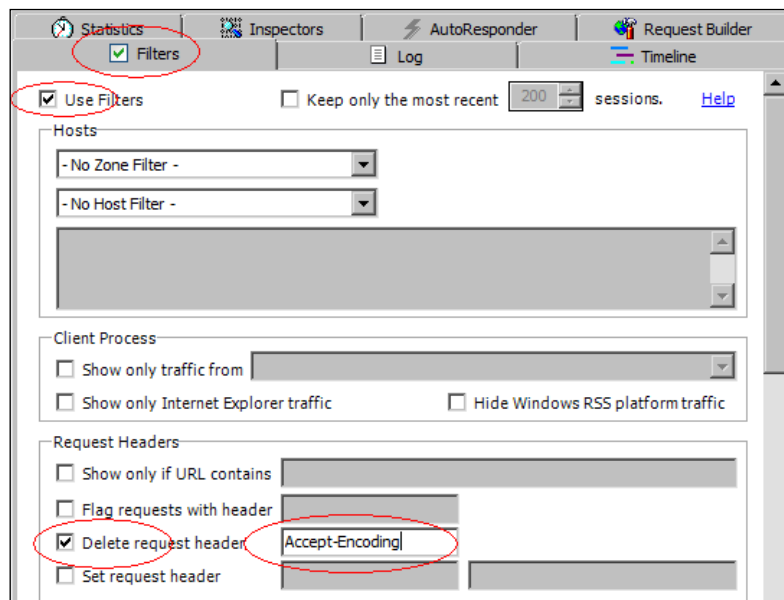 Statistics Inspectors AutoResponder Request Builder
Filters Log Timeline
Use Filters Keep only the most recent 200 sessions. Help
Hosts
- No Zone Filter -
- No Host Filter -
Client Process
Show only traffic from
Show only Internet Explorer traffic Hide Windows RSS platform traffic
Request Headers
Show only if URL contains
Flag requests with header
Delete request header Accept-Encoding
Set request header